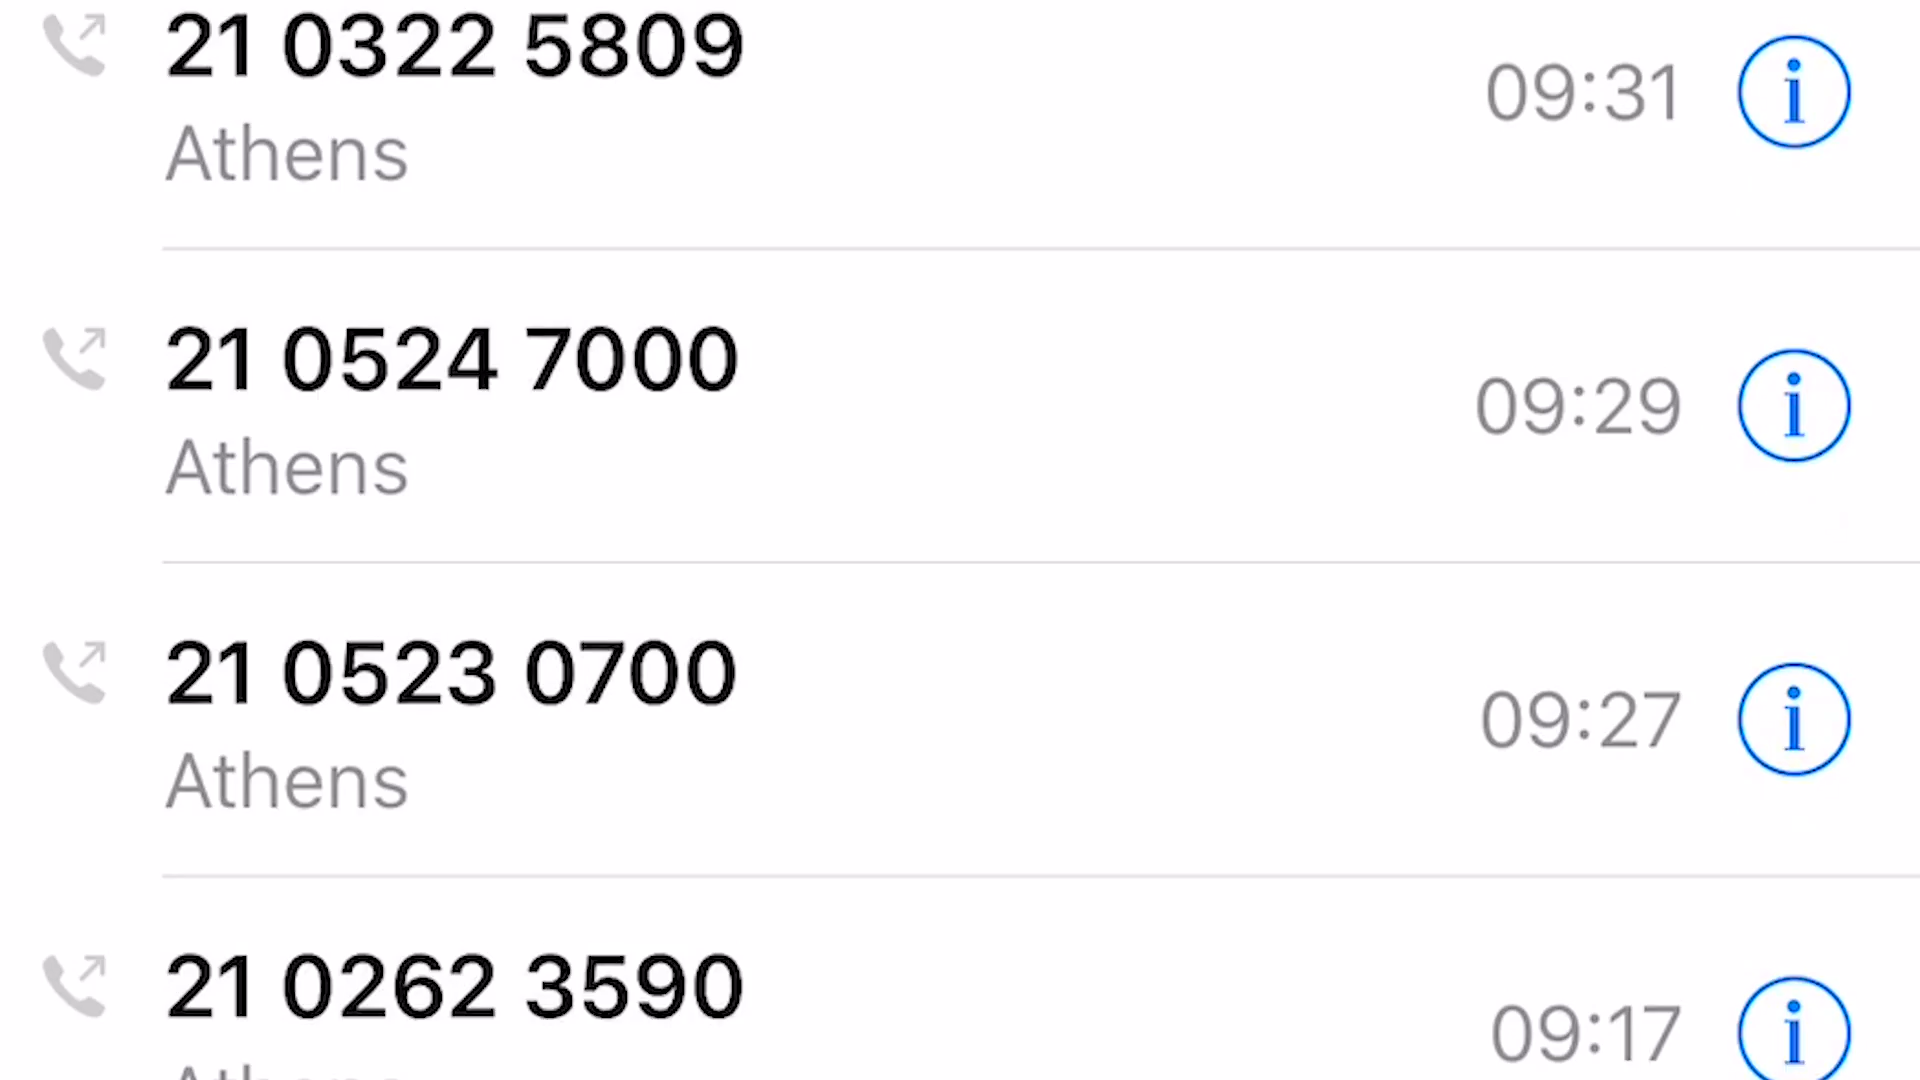 21 0322 5809
09:31
Athens
21 0524 7000
09:29
Athens
21 0523 0700
09:27
Athens
21 0262 3590
09:17